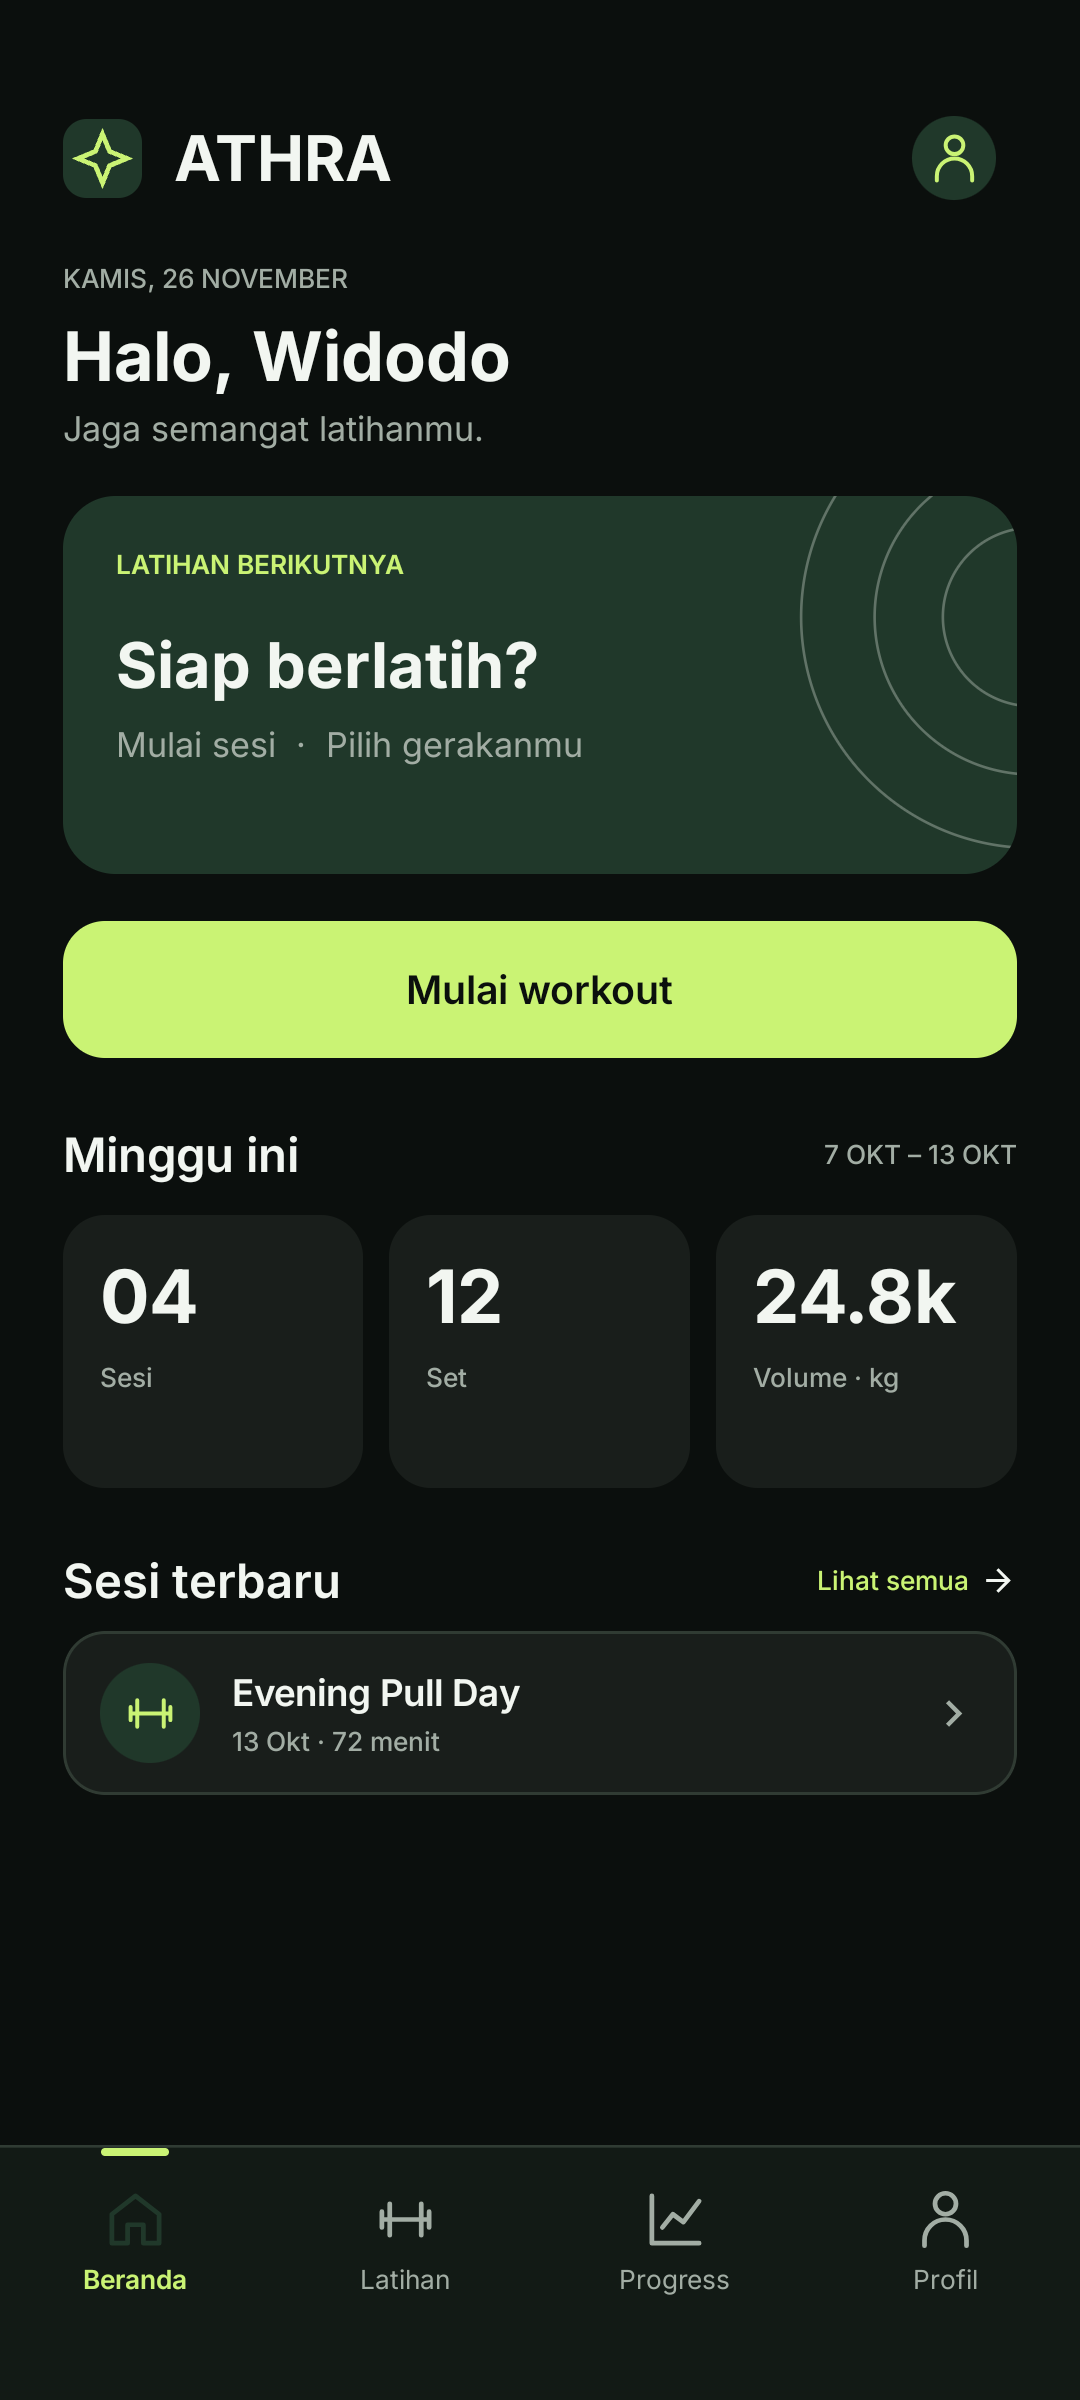 ATHRA
KAMIS, 26 NOVEMBER
Halo, Widodo
Jaga semangat latihanmu.
LATIHAN BERIKUTNYA
Siap berlatih?
Mulai sesi · Pilih gerakanmu
Mulai workout
Minggu ini
7 OKT – 13 OKT
04
Sesi
12
Set
24.8k
Volume · kg
Sesi terbaru
Lihat semua →
Evening Pull Day
13 Okt · 72 menit
Beranda
Latihan
Progress
Profil